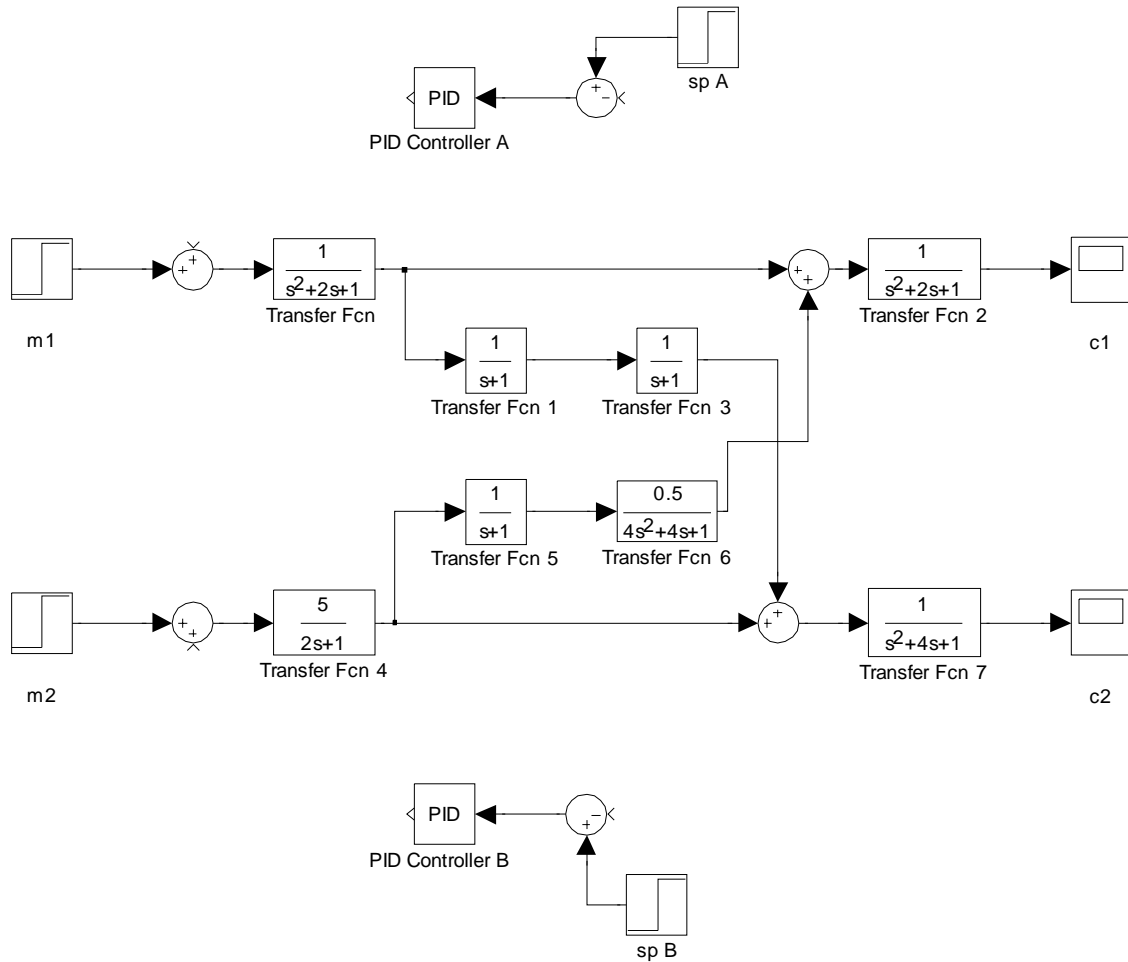 sp A
PID
PID Controller A
m1
1
s²+2s+1
Transfer Fcn
1
s²+2s+1
Transfer Fcn 2
c1
1
s+1
Transfer Fcn 1
1
s+1
Transfer Fcn 3
1
s+1
Transfer Fcn 5
0.5
4s²+4s+1
Transfer Fcn 6
m2
5
2s+1
Transfer Fcn 4
1
s²+4s+1
Transfer Fcn 7
c2
PID
PID Controller B
sp B